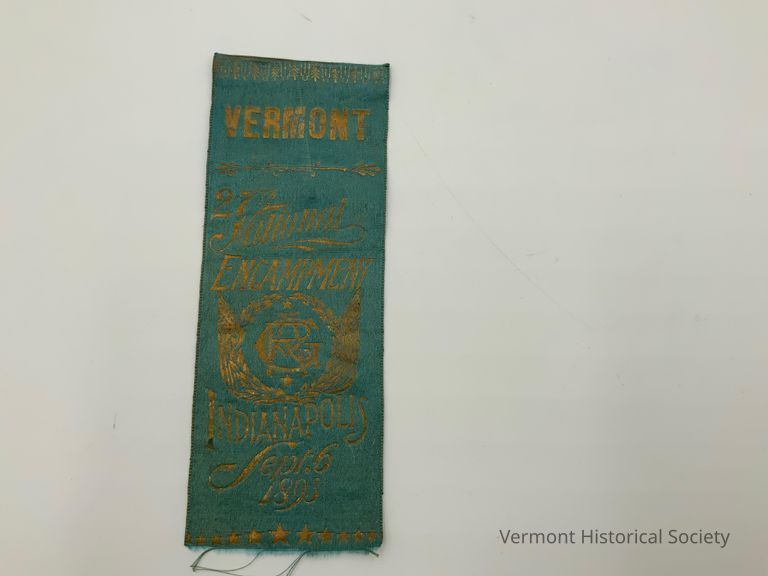 VERMONT
27th
National
ENCAMPMENT
INDIANAPOLIS
Sept. 6
1893
Vermont Historical Society